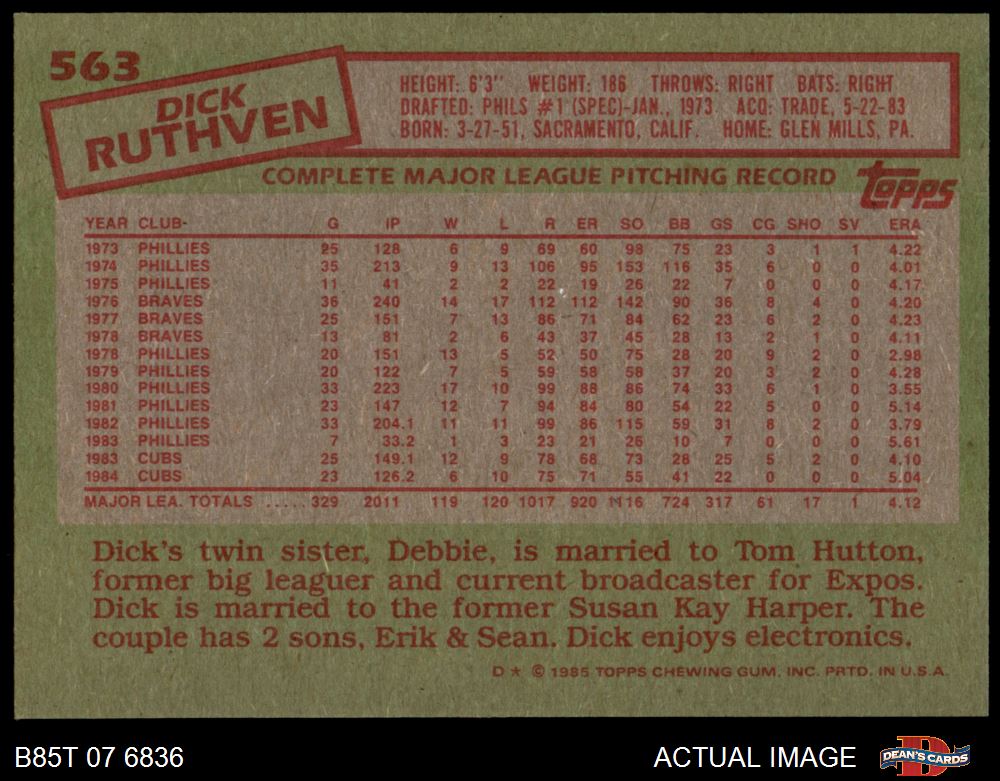 563
DICK
RUTHVEN
HEIGHT: 6'3" WEIGHT: 186 THROWS: RIGHT BATS: RIGHT
DRAFTED: PHILS #1 (SPEC)-JAN., 1973 ACQ: TRADE, 5-22-83
BORN: 3-27-51, SACRAMENTO, CALIF. HOME: GLEN MILLS, PA.
COMPLETE MAJOR LEAGUE PITCHING RECORD
topps
YEAR CLUB- G IP W L R ER SO BB GS CG SHO SV ERA
1973 PHILLIES 25 128 6 9 69 60 98 75 23 3 1 1 4.22
1974 PHILLIES 35 213 9 13 106 95 153 116 35 6 0 0 4.01
1975 PHILLIES 11 41 2 2 22 19 26 22 7 0 0 0 4.17
1976 BRAVES 36 240 14 17 112 112 142 90 36 8 4 0 4.20
1977 BRAVES 25 151 7 13 86 71 84 62 23 6 2 0 4.23
1978 BRAVES 13 81 2 6 43 37 45 28 13 2 1 0 4.11
1978 PHILLIES 20 151 13 5 52 50 75 28 20 9 2 0 2.98
1979 PHILLIES 20 122 7 5 59 58 58 37 20 3 2 0 4.28
1980 PHILLIES 33 223 17 10 99 88 86 74 33 6 1 0 3.55
1981 PHILLIES 23 147 12 7 94 84 80 54 22 5 0 0 5.14
1982 PHILLIES 33 204.1 11 11 99 86 115 59 31 8 2 0 3.79
1983 PHILLIES 7 33.2 1 3 23 21 26 10 7 0 0 0 5.61
1983 CUBS 25 149.1 12 9 78 68 73 28 25 5 2 0 4.10
1984 CUBS 23 126.2 6 10 75 71 55 41 22 0 0 0 5.04
MAJOR LEA. TOTALS ..... 329 2011 119 120 1017 920 1116 724 317 61 17 1 4.12
Dick's twin sister, Debbie, is married to Tom Hutton,
former big leaguer and current broadcaster for Expos.
Dick is married to the former Susan Kay Harper. The
couple has 2 sons, Erik & Sean. Dick enjoys electronics.
D * © 1985 TOPPS CHEWING GUM, INC. PRTD. IN U.S.A.
B85T 07 6836
ACTUAL IMAGE
DEAN'S CARDS